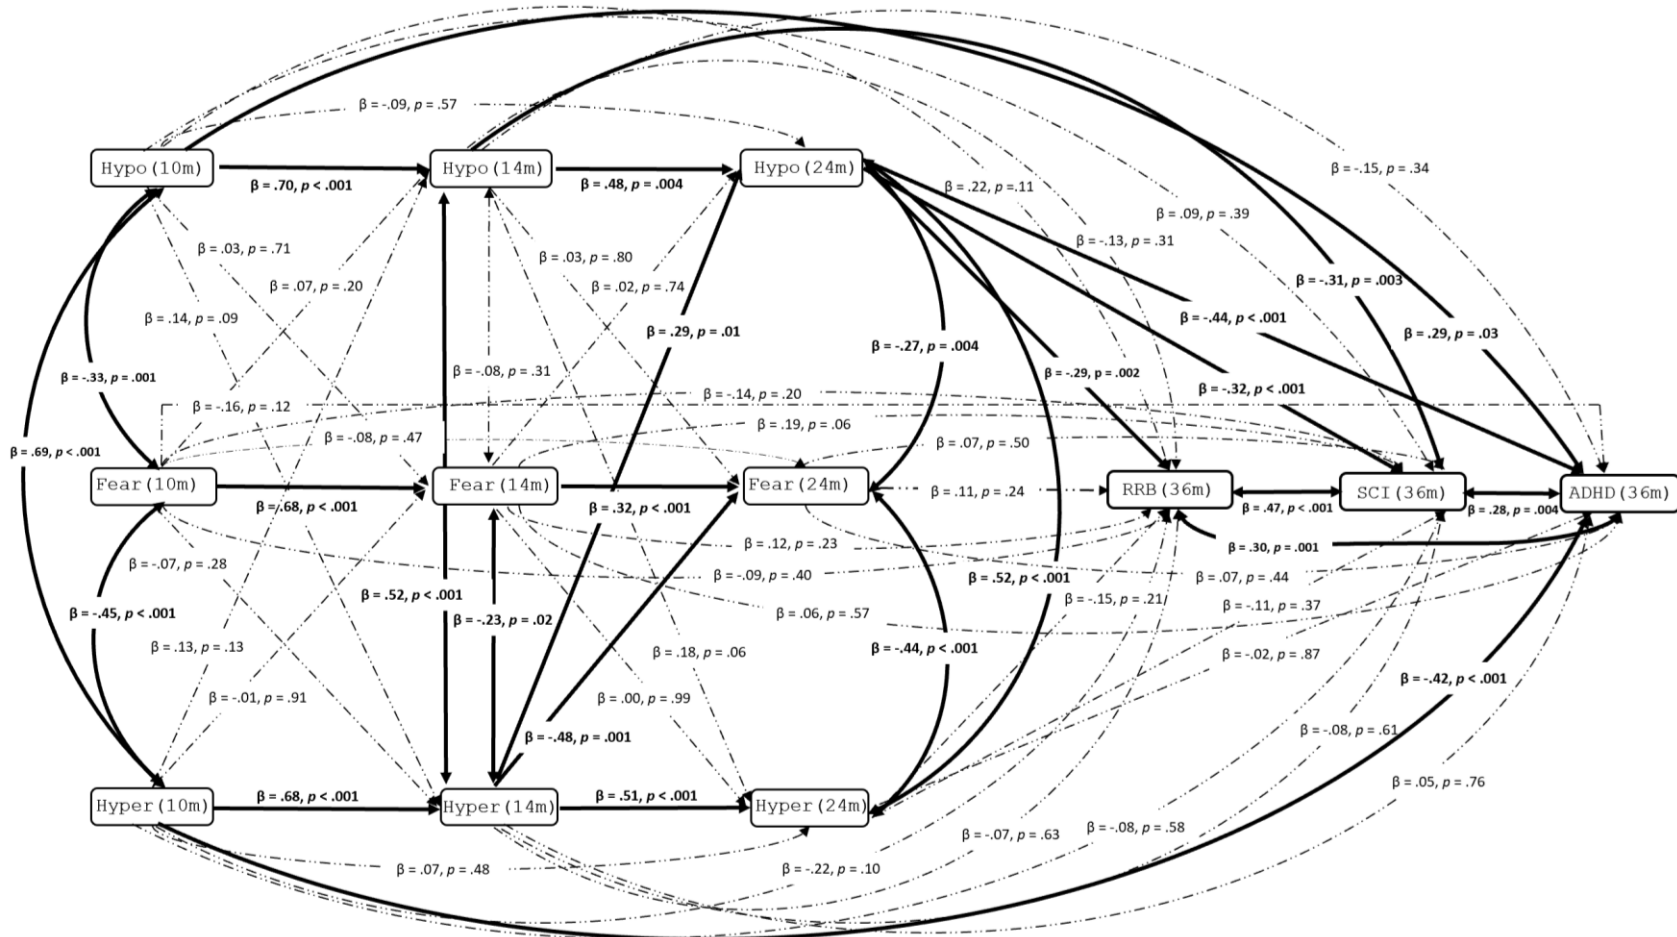 β = -.09, p = .57
Hypo(10m)
Hypo(14m)
Hypo(24m)
β = -.15, p = .34
β = .70, p < .001
β = .48, p = .004
β = .22, p = .11
β = .09, p = .39
β = .03, p = .71
β = .03, p = .80
β = -.13, p = .31
β = .07, p = .20
β = .02, p = .74
β = -.31, p = .003
β = .14, p = .09
β = .29, p = .01
β = -.44, p < .001
β = .29, p = .03
β = -.27, p = .004
β = -.33, p = .001
β = -.08, p = .31
β = -.29, p = .002
β = -.32, p < .001
β = -.16, p = .12
β = -.14, p = .20
β = .19, p = .06
β = -.08, p = .47
β = .07, p = .50
β = .69, p < .001
Fear(10m)
Fear(14m)
Fear(24m)
β = .11, p = .24
RRB(36m)
SCI(36m)
ADHD(36m)
β = .68, p < .001
β = .32, p < .001
β = .47, p < .001
β = .28, p = .004
β = .12, p = .23
β = .30, p = .001
β = -.07, p = .28
β = -.09, p = .40
β = .52, p < .001
β = .07, p = .44
β = .52, p < .001
β = -.15, p = .21
β = -.45, p < .001
β = -.23, p = .02
β = .06, p = .57
β = -.11, p = .37
β = .13, p = .13
β = .18, p = .06
β = -.44, p < .001
β = -.02, p = .87
β = -.42, p < .001
β = -.01, p = .91
β = .00, p = .99
β = -.48, p = .001
β = -.08, p = .61
β = .05, p = .76
Hyper(10m)
β = .68, p < .001
Hyper(14m)
β = .51, p < .001
Hyper(24m)
β = -.07, p = .63
β = -.08, p = .58
β = .07, p = .48
β = -.22, p = .10